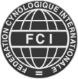 FEDERATION CYNOLOGIQUE INTERNATIONALE
FCI